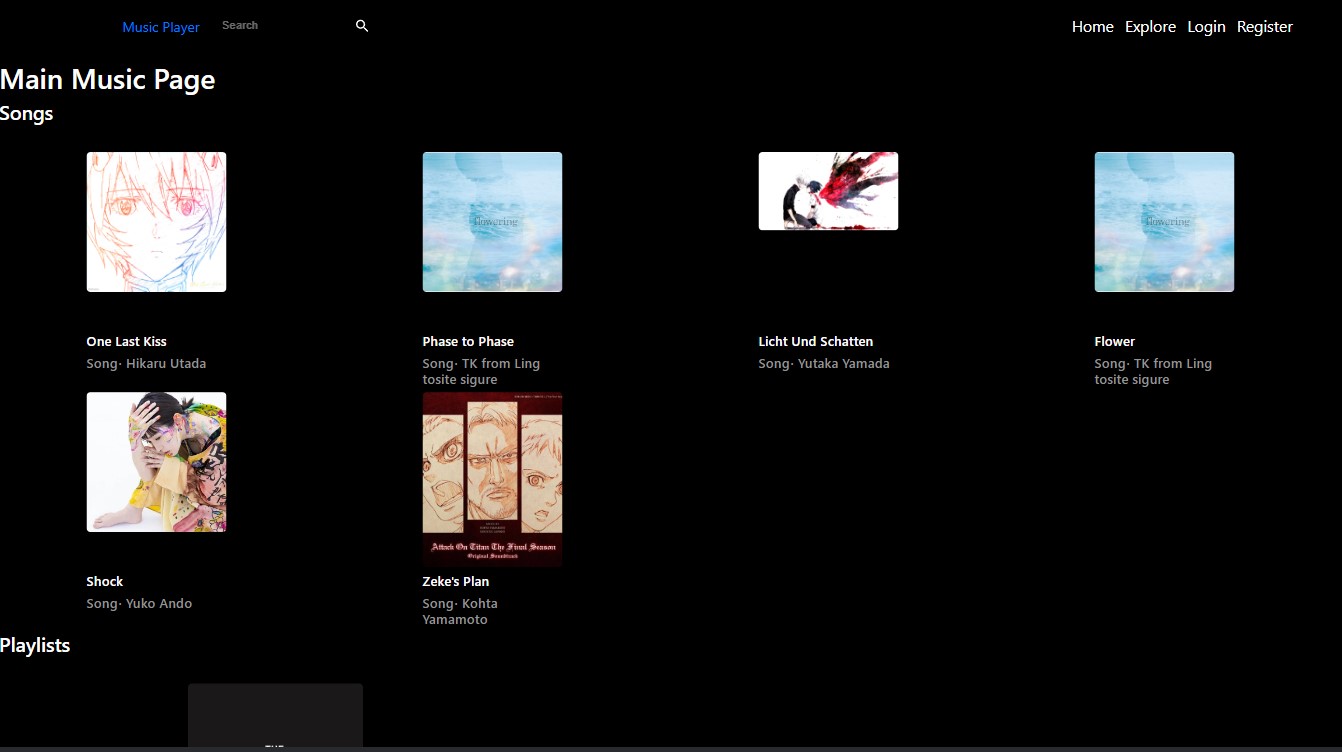 Music Player Search Home Explore Login Register
Main Music Page
Songs
flowering
flowering
One Last Kiss
Song· Hikaru Utada
Phase to Phase
Song· TK from Ling
tosite sigure
Licht Und Schatten
Song· Yutaka Yamada
Flower
Song· TK from Ling
tosite sigure
Attack On Titan The Final Season
Original Soundtrack
Shock
Song· Yuko Ando
Zeke's Plan
Song· Kohta
Yamamoto
Playlists